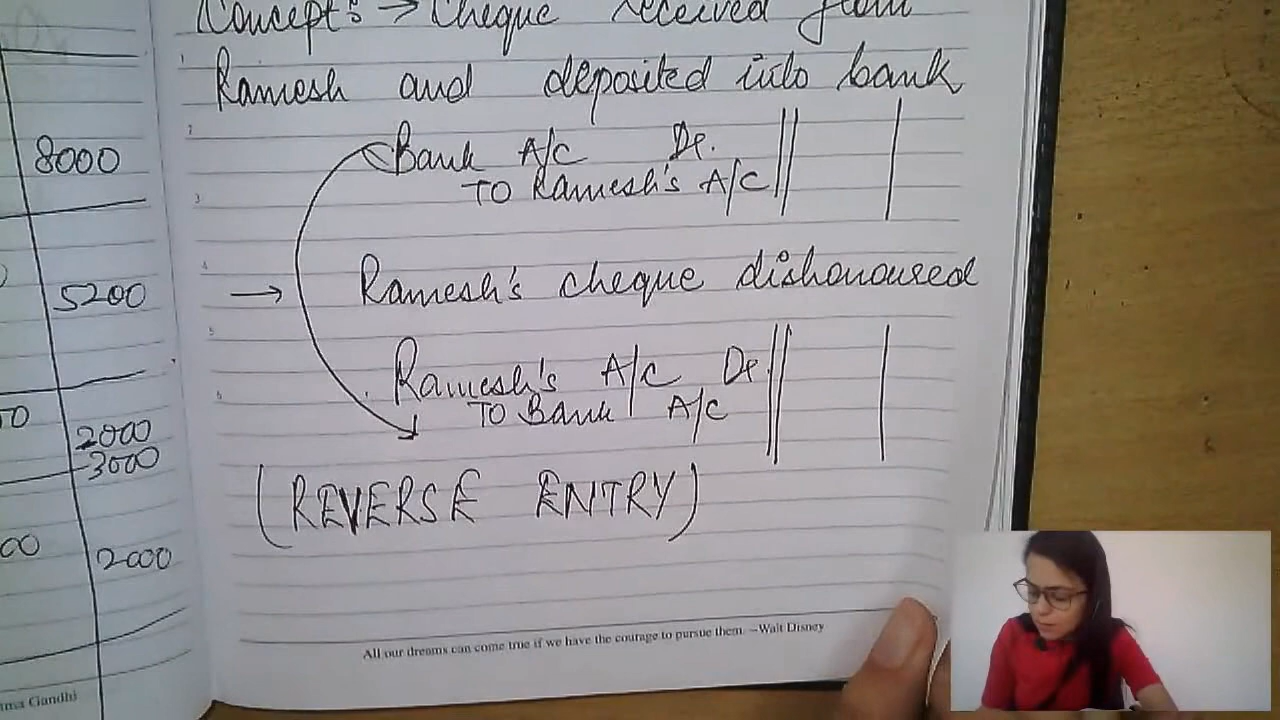 8000
5200
2000
3000
2000
Concept: → Cheque received from
Ramesh and deposited into bank
Bank A/C Dr.
TO Ramesh's A/C
→ Ramesh's cheque dishonoured
Ramesh's A/C Dr
TO Bank A/C
(REVERSE ENTRY)
All our dreams can come true if we have the courage to pursue them. –Walt Disney
Gandhi